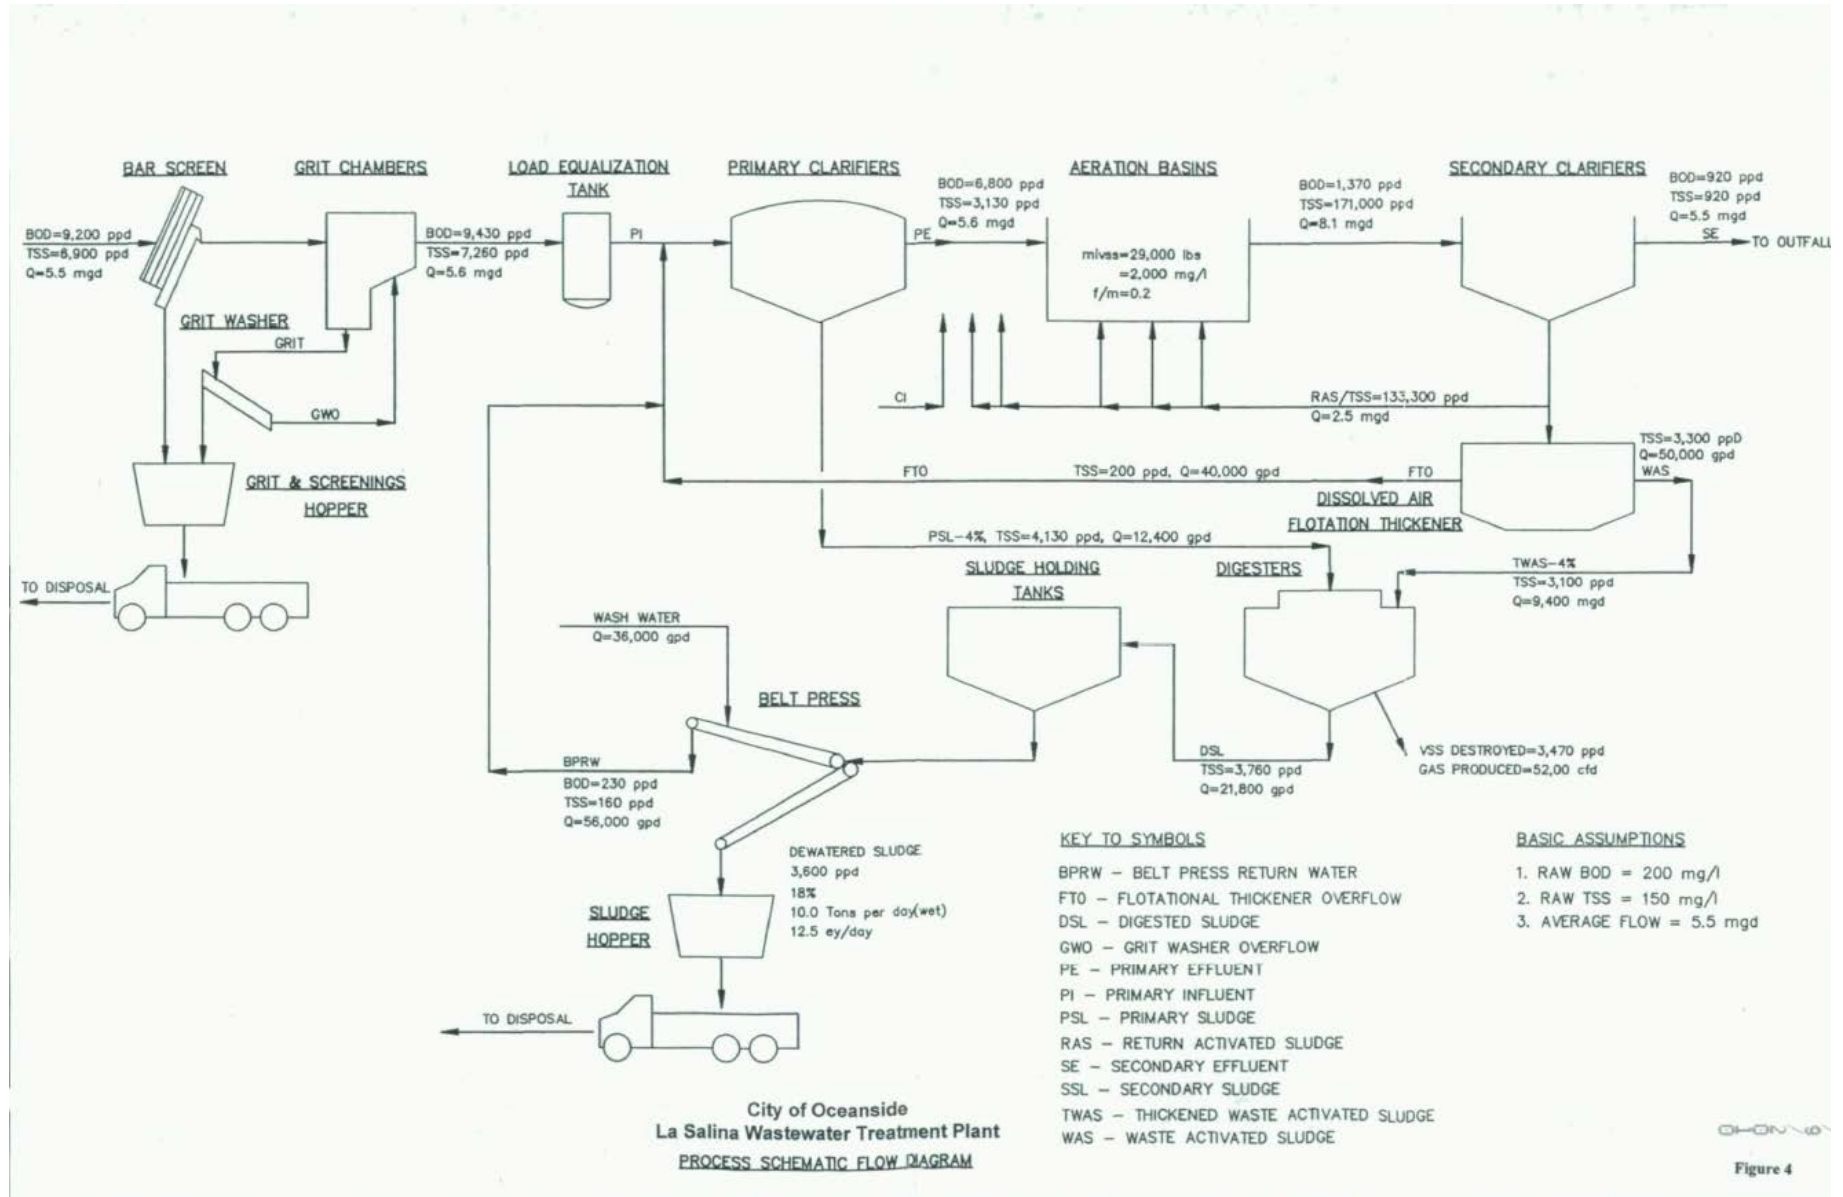 BAR SCREEN
GRIT CHAMBERS
LOAD EQUALIZATION
TANK
PRIMARY CLARIFIERS
AERATION BASINS
SECONDARY CLARIFIERS
BOD=9,200 ppd
TSS=6,900 ppd
Q=5.5 mgd
BOD=9,430 ppd
TSS=7,260 ppd
Q=5.6 mgd
PI
BOD=6,800 ppd
TSS=3,130 ppd
Q=5.6 mgd
PE
mlvss=29,000 lbs
=2,000 mg/l
f/m=0.2
BOD=1,370 ppd
TSS=171,000 ppd
Q=8.1 mgd
BOD=920 ppd
TSS=920 ppd
Q=5.5 mgd
SE
TO OUTFALL
GRIT WASHER
GRIT
GWO
CI
RAS/TSS=133,300 ppd
Q=2.5 mgd
GRIT & SCREENINGS
HOPPER
TO DISPOSAL
FTO
TSS=200 ppd, Q=40,000 gpd
FTO
TSS=3,300 ppD
Q=50,000 gpd
WAS
DISSOLVED AIR
FLOTATION THICKENER
PSL-4%, TSS=4,130 ppd, Q=12,400 gpd
SLUDGE HOLDING
TANKS
DIGESTERS
TWAS-4%
TSS=3,100 ppd
Q=9,400 mgd
WASH WATER
Q=36,000 gpd
BELT PRESS
BPRW
BOD=230 ppd
TSS=160 ppd
Q=56,000 gpd
DSL
TSS=3,760 ppd
Q=21,800 gpd
VSS DESTROYED=3,470 ppd
GAS PRODUCED=52,00 cfd
DEWATERED SLUDGE
3,600 ppd
18%
10.0 Tons per day(wet)
12.5 ey/day
SLUDGE
HOPPER
TO DISPOSAL
KEY TO SYMBOLS
BPRW - BELT PRESS RETURN WATER
FTO - FLOTATIONAL THICKENER OVERFLOW
DSL - DIGESTED SLUDGE
GWO - GRIT WASHER OVERFLOW
PE - PRIMARY EFFLUENT
PI - PRIMARY INFLUENT
PSL - PRIMARY SLUDGE
RAS - RETURN ACTIVATED SLUDGE
SE - SECONDARY EFFLUENT
SSL - SECONDARY SLUDGE
TWAS - THICKENED WASTE ACTIVATED SLUDGE
WAS - WASTE ACTIVATED SLUDGE
BASIC ASSUMPTIONS
1. RAW BOD = 200 mg/l
2. RAW TSS = 150 mg/l
3. AVERAGE FLOW = 5.5 mgd
City of Oceanside
La Salina Wastewater Treatment Plant
PROCESS SCHEMATIC FLOW DIAGRAM
Figure 4